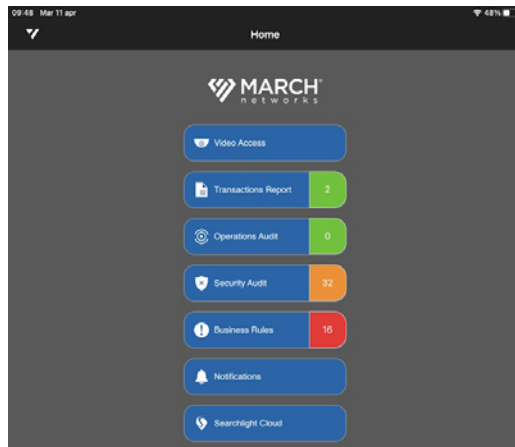 09:48 Mar 11 apr
48%
Home
MARCH
networks
Video Access
Transactions Report 2
Operations Audit 0
Security Audit 32
Business Rules 16
Notifications
Searchlight Cloud